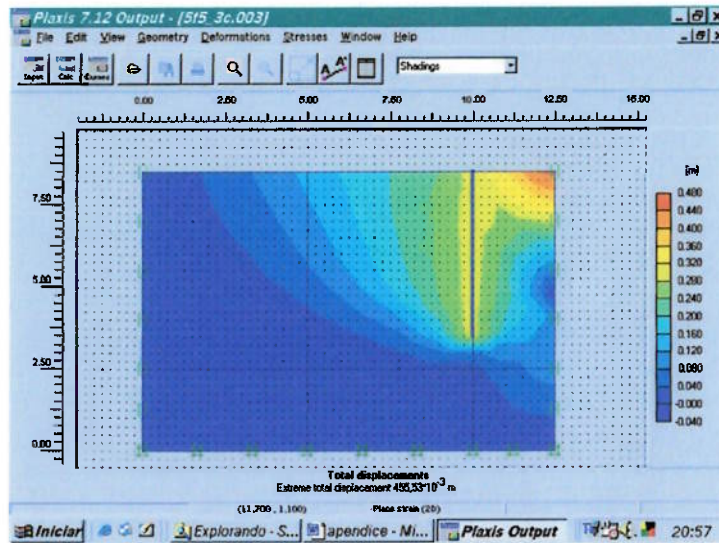 Plaxis 7.12 Output - [5f5_3c.003]
File Edit View Geometry Deformations Stresses Window Help
Input Calc Curves Shadings
0.00 2.50 5.00 7.50 10.00 12.50 15.00
[m]
7.50
5.00
2.50
0.00
0.480
0.440
0.400
0.360
0.320
0.280
0.240
0.200
0.160
0.120
0.080
0.040
-0.000
-0.040
Total displacements
Extreme total displacement 455,53*10-3 m
(11,700 , 1,100) Plane strain (2D)
Iniciar Explorando - S... apendice - Mi... Plaxis Output 20:57